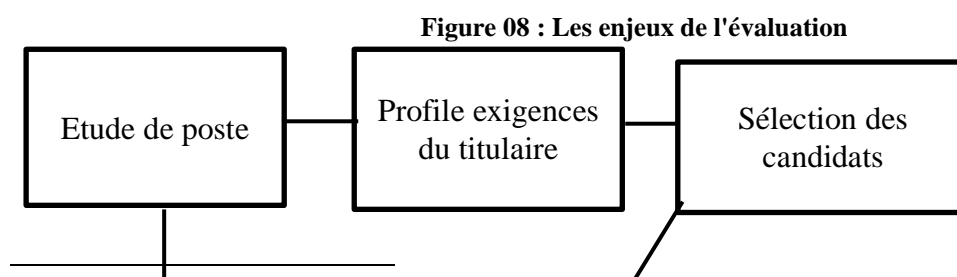 Figure 08 : Les enjeux de l'évaluation
Etude de poste
Profile exigences
du titulaire
Sélection des
candidats